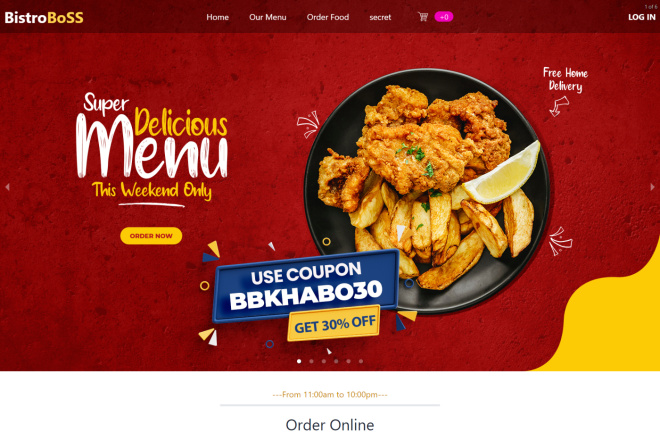 BistroBoSS
Home
Our Menu
Order Food
secret
+0
1 of 6
LOG IN
Super
Delicious
Menu
This Weekend Only
ORDER NOW
Free Home
Delivery
USE COUPON
BBKHABO30
GET 30% OFF
---From 11:00am to 10:00pm---
Order Online